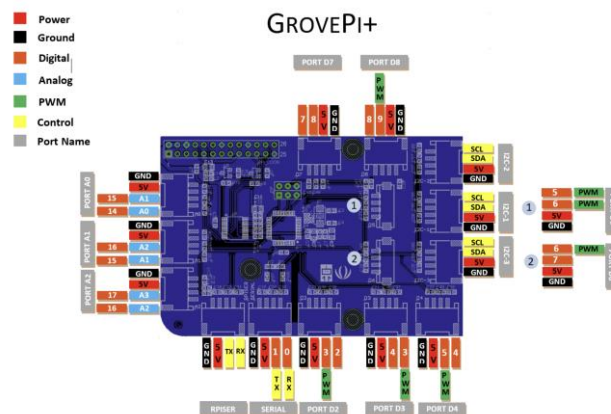 GROVEPI+
Power
Ground
Digital
Analog
PWM
Control
Port Name
PORT D7
PORT D8
PWM
7 8 5V GND
8 9 5V GND
PORT A0
GND
5V
15 A1
14 A0
PORT A1
GND
5V
16 A2
15 A1
PORT A2
GND
5V
17 A3
16 A2
1
2
SCL
SDA
5V
GND
I2C-2
SCL
SDA
5V
GND
I2C-1
SCL
SDA
5V
GND
1
5 PWM
6 PWM
5V
GND
2
6 PWM
7
5V
GND
GND 5V TX RX
GND 5V 1 0
TX RX
GND 5V 3 2
PWM
GND 5V 4 3
PWM
GND 5V 5 4
PWM
RPISER
SERIAL
PORT D2
PORT D3
PORT D4